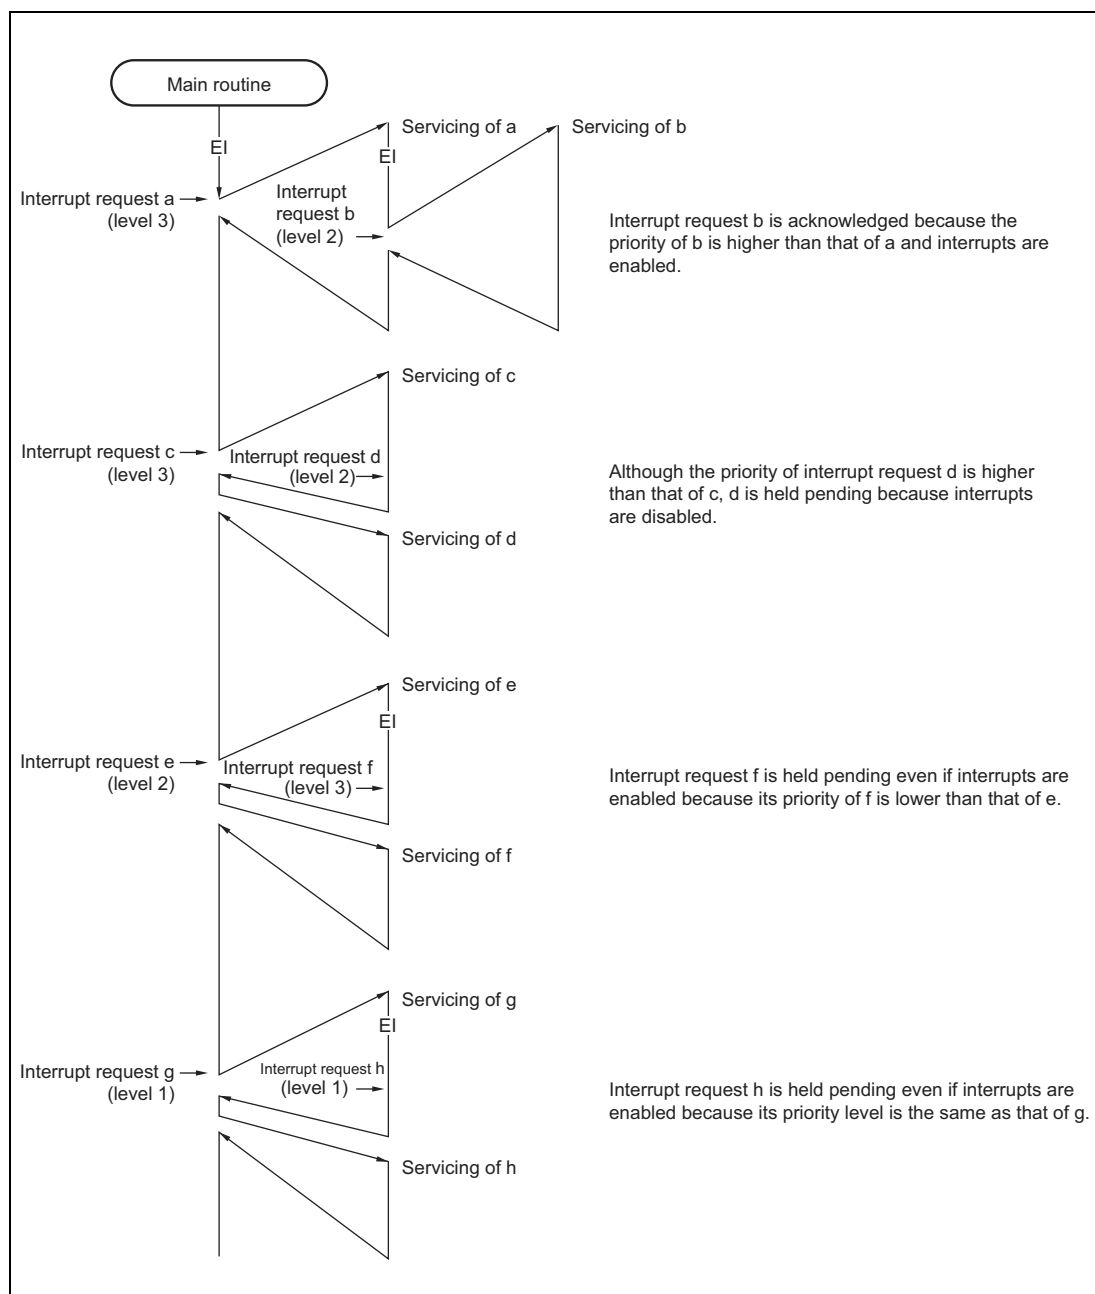 Main routine
EI
Servicing of a
Servicing of b
EI
Interrupt request a
(level 3)
Interrupt
request b
(level 2)
Interrupt request b is acknowledged because the
priority of b is higher than that of a and interrupts are
enabled.
Servicing of c
Interrupt request c
(level 3)
Interrupt request d
(level 2)
Although the priority of interrupt request d is higher
than that of c, d is held pending because interrupts
are disabled.
Servicing of d
Servicing of e
EI
Interrupt request e
(level 2)
Interrupt request f
(level 3)
Interrupt request f is held pending even if interrupts are
enabled because its priority of f is lower than that of e.
Servicing of f
Servicing of g
EI
Interrupt request g
(level 1)
Interrupt request h
(level 1)
Interrupt request h is held pending even if interrupts are
enabled because its priority level is the same as that of g.
Servicing of h